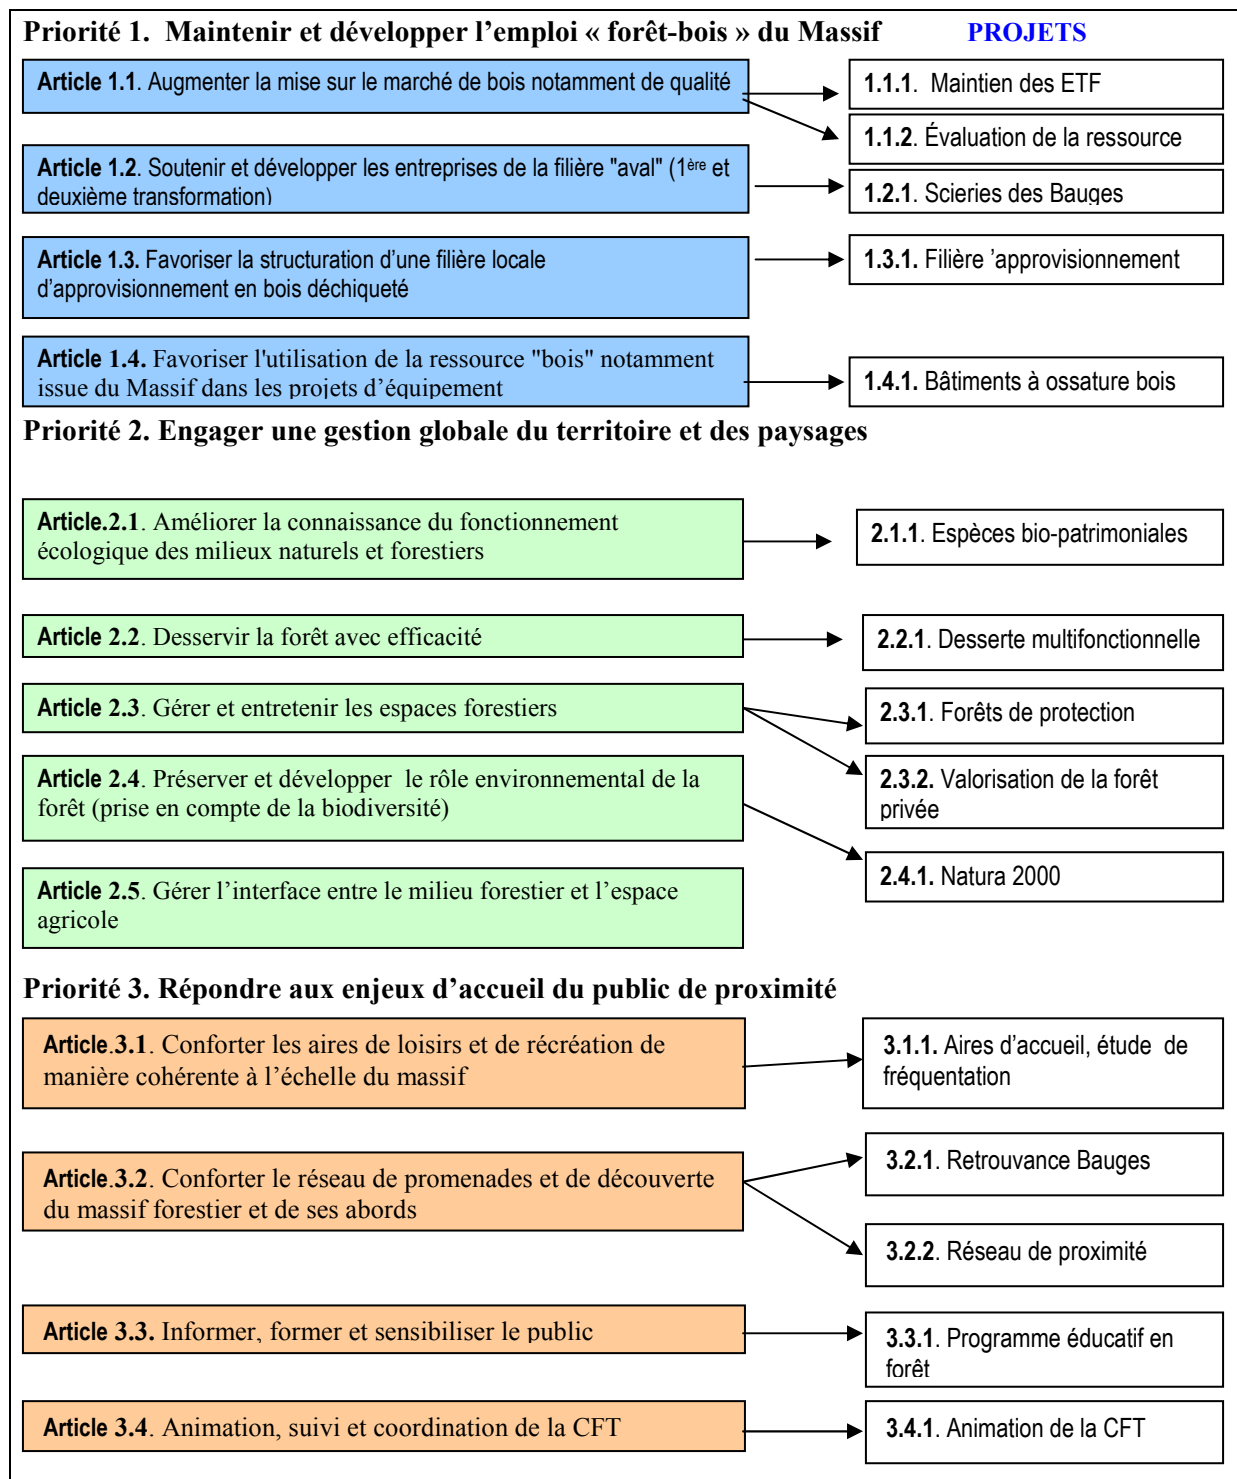 Priorité 1. Maintenir et développer l’emploi « forêt-bois » du Massif PROJETS
Article 1.1. Augmenter la mise sur le marché de bois notamment de qualité
1.1.1. Maintien des ETF
1.1.2. Évaluation de la ressource
Article 1.2. Soutenir et développer les entreprises de la filière "aval" (1ère et
deuxième transformation)
1.2.1. Scieries des Bauges
Article 1.3. Favoriser la structuration d’une filière locale
d’approvisionnement en bois déchiqueté
1.3.1. Filière ’approvisionnement
Article 1.4. Favoriser l'utilisation de la ressource "bois" notamment
issue du Massif dans les projets d’équipement
1.4.1. Bâtiments à ossature bois
Priorité 2. Engager une gestion globale du territoire et des paysages
Article.2.1. Améliorer la connaissance du fonctionnement
écologique des milieux naturels et forestiers
2.1.1. Espèces bio-patrimoniales
Article 2.2. Desservir la forêt avec efficacité
2.2.1. Desserte multifonctionnelle
Article 2.3. Gérer et entretenir les espaces forestiers
2.3.1. Forêts de protection
2.3.2. Valorisation de la forêt
privée
Article 2.4. Préserver et développer le rôle environnemental de la
forêt (prise en compte de la biodiversité)
2.4.1. Natura 2000
Article 2.5. Gérer l’interface entre le milieu forestier et l’espace
agricole
Priorité 3. Répondre aux enjeux d’accueil du public de proximité
Article.3.1. Conforter les aires de loisirs et de récréation de
manière cohérente à l’échelle du massif
3.1.1. Aires d’accueil, étude de
fréquentation
Article.3.2. Conforter le réseau de promenades et de découverte
du massif forestier et de ses abords
3.2.1. Retrouvance Bauges
3.2.2. Réseau de proximité
Article 3.3. Informer, former et sensibiliser le public
3.3.1. Programme éducatif en
forêt
Article 3.4. Animation, suivi et coordination de la CFT
3.4.1. Animation de la CFT